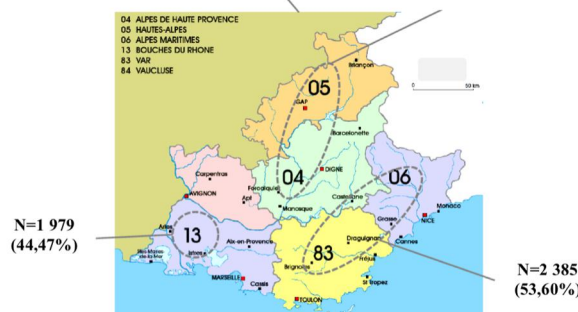 04 ALPES DE HAUTE PROVENCE
05 HAUTES-ALPES
06 ALPES MARITIMES
13 BOUCHES DU RHONE
83 VAR
84 VAUCLUSE
Briançon
05
GAP
50 km
Barcelonette
Carpentras
04
DIGNE
06
Forcalquier
AVIGNON
Apt
Manosque
Castellane
Monaco
N=1 979
(44,47%)
Arles
13
Grasse
NICE
Aix-en-Provence
Draguignan
Cannes
83
Istres
Brignoles
Fréjus
N=2 385
(53,60%)
MARSEILLE
Cassis
St Tropez
TOULON